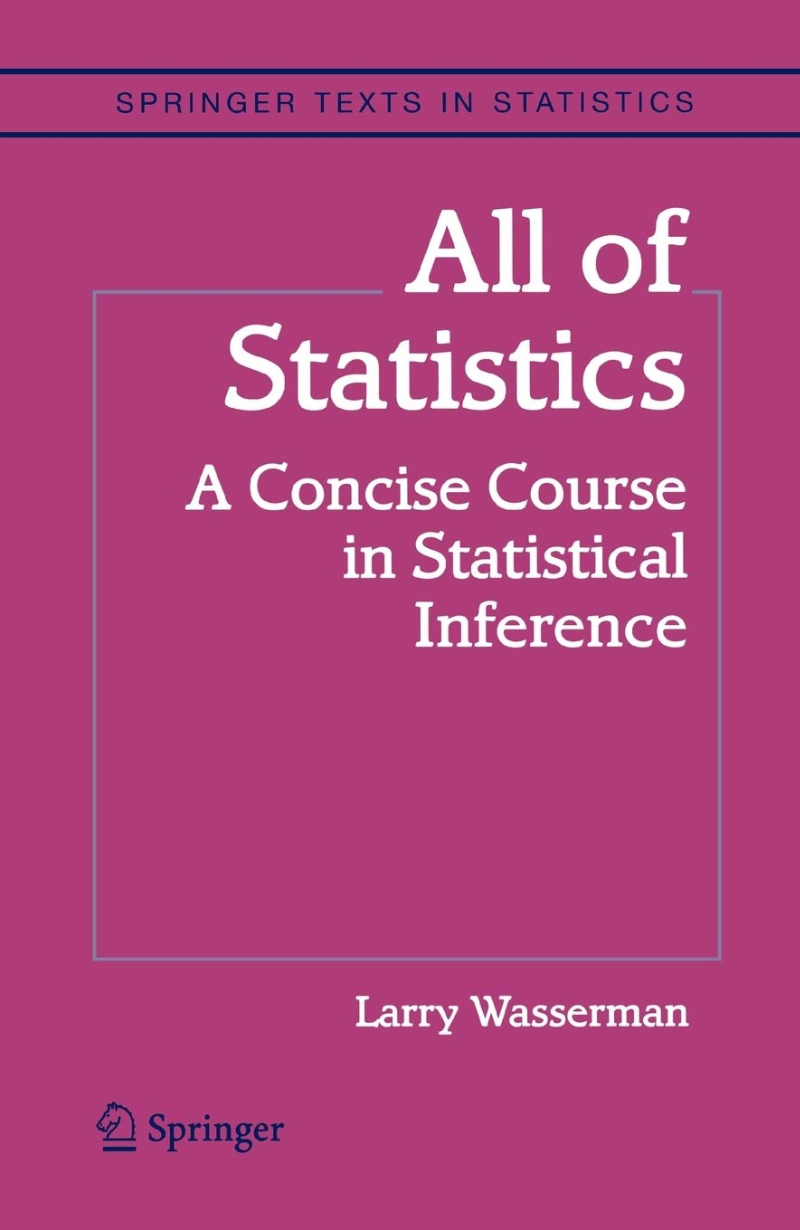 SPRINGER TEXTS IN STATISTICS
All of
Statistics
A Concise Course
in Statistical
Inference
Larry Wasserman
Springer